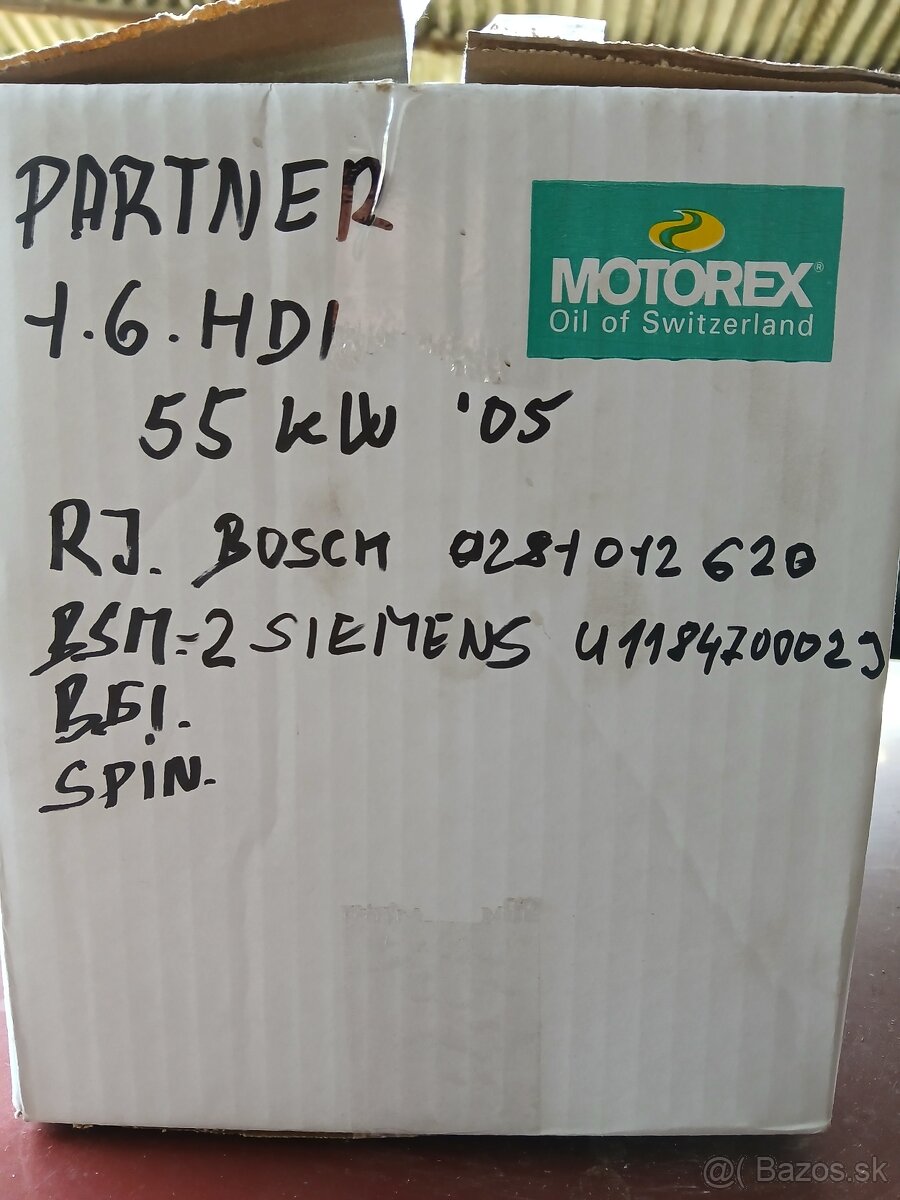 PARTNER
MOTOREX®
Oil of Switzerland
1.6.HDI
55 kW '05
RJ. BOSCH 0281012620
BSM=2 SIEMENS U118470002J
BSI.
SPIN.
@( Bazos.sk